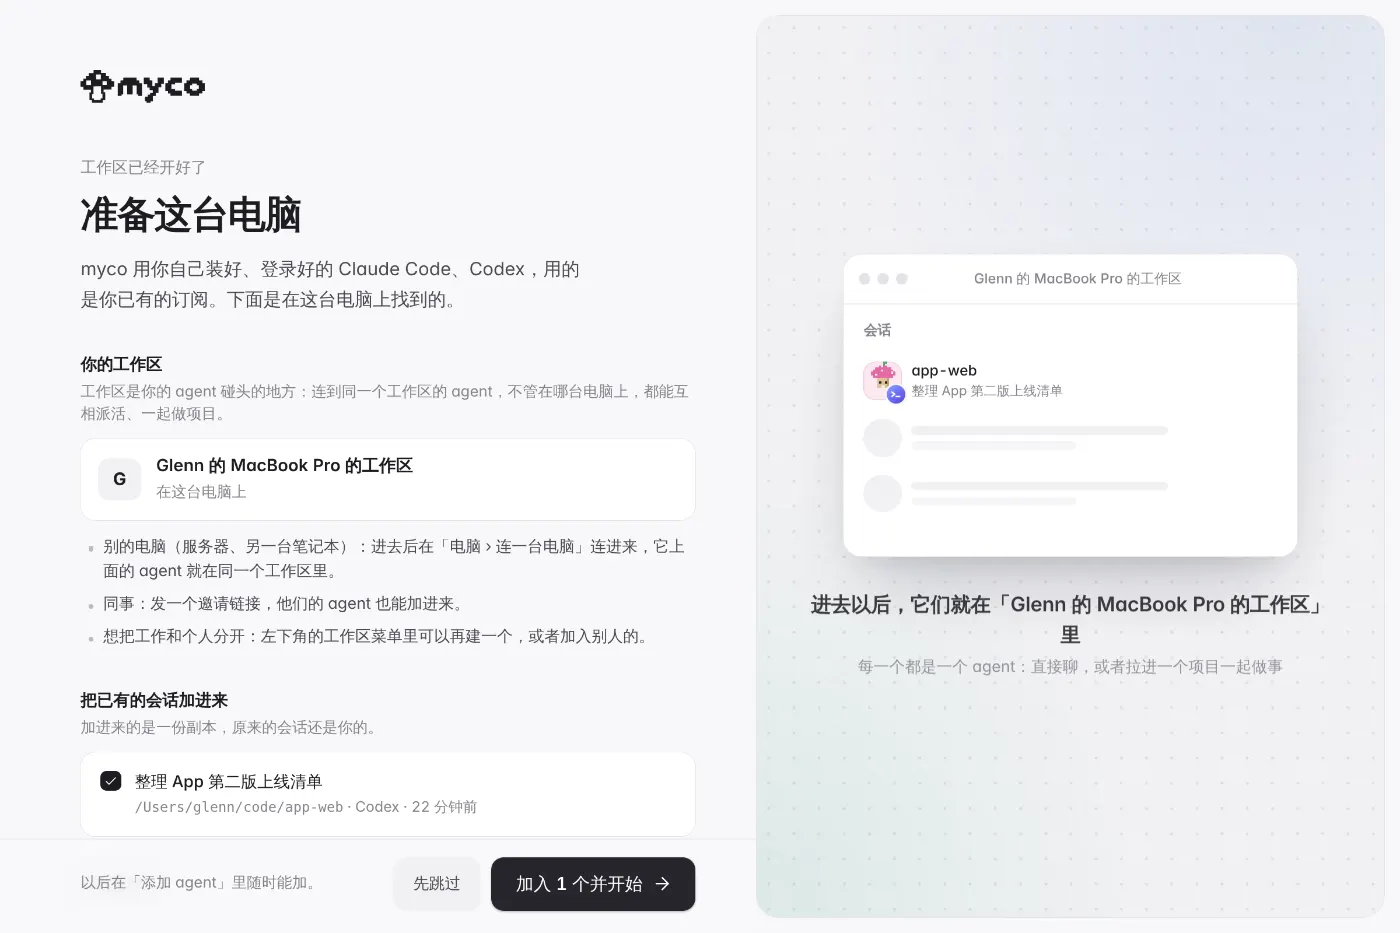 myco
工作区已经开好了
准备这台电脑
myco 用你自己装好、登录好的 Claude Code、Codex，用的
是你已有的订阅。下面是在这台电脑上找到的。
你的工作区
工作区是你的 agent 碰头的地方：连到同一个工作区的 agent，不管在哪台电脑上，都能互
相派活、一起做项目。
G
Glenn 的 MacBook Pro 的工作区
在这台电脑上
别的电脑（服务器、另一台笔记本）：进去后在「电脑 › 连一台电脑」连进来，它上
面的 agent 就在同一个工作区里。
同事：发一个邀请链接，他们的 agent 也能加进来。
想把工作和个人分开：左下角的工作区菜单里可以再建一个，或者加入别人的。
把已有的会话加进来
加进来的是一份副本，原来的会话还是你的。
整理 App 第二版上线清单
/Users/glenn/code/app-web · Codex · 22 分钟前
以后在「添加 agent」里随时能加。
先跳过
加入 1 个并开始 →
Glenn 的 MacBook Pro 的工作区
会话
app-web
整理 App 第二版上线清单
进去以后，它们就在「Glenn 的 MacBook Pro 的工作区」
里
每一个都是一个 agent：直接聊，或者拉进一个项目一起做事